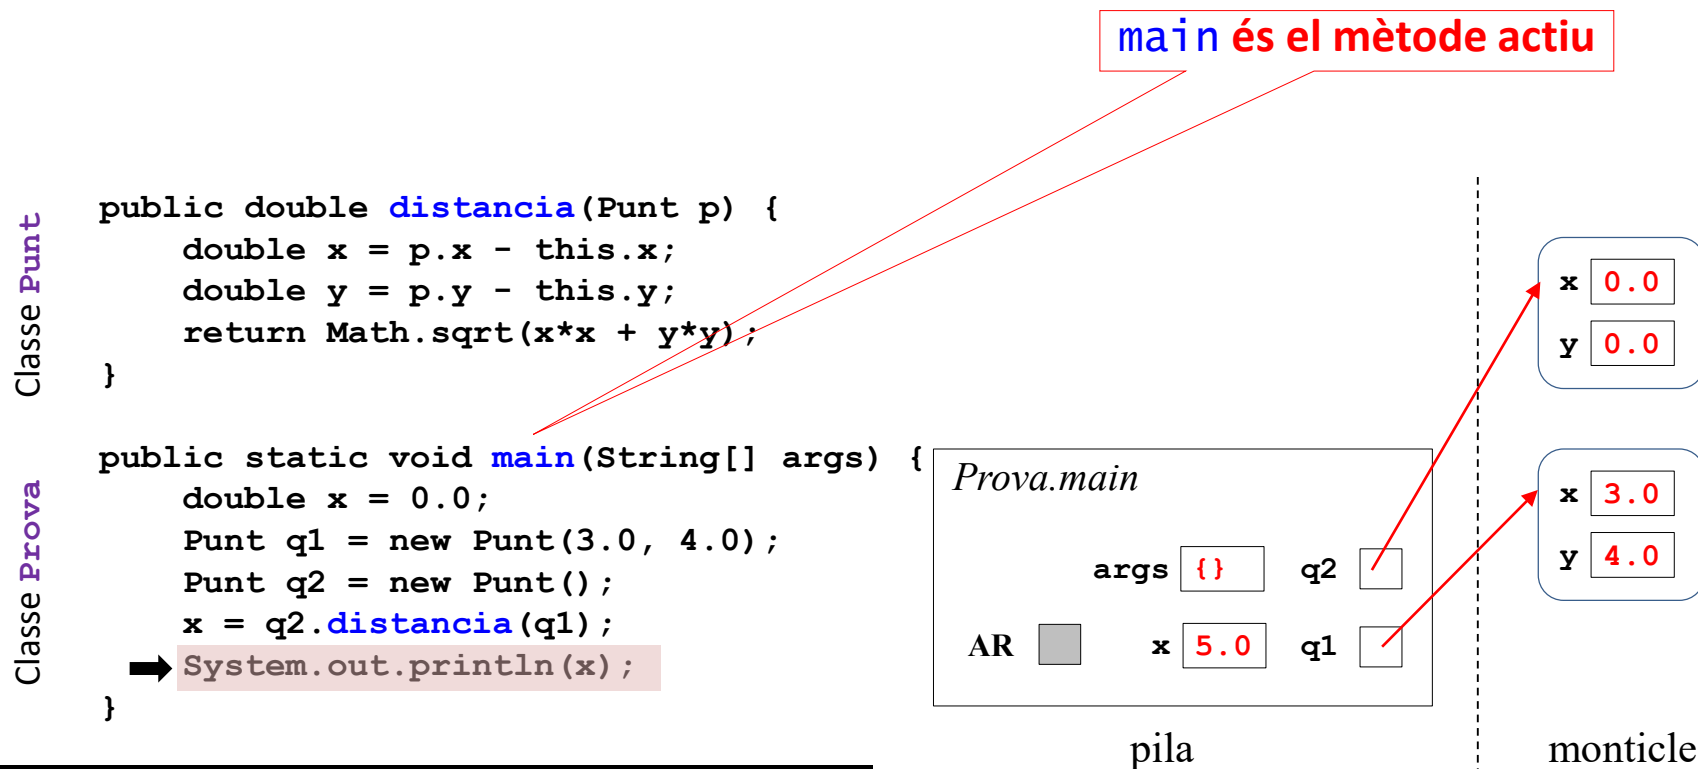 main és el mètode actiu
Classe Punt
public double distancia(Punt p) {
double x = p.x - this.x;
double y = p.y - this.y;
return Math.sqrt(x*x + y*y);
}
Classe Prova
public static void main(String[] args) {
double x = 0.0;
Punt q1 = new Punt(3.0, 4.0);
Punt q2 = new Punt();
x = q2.distancia(q1);
System.out.println(x);
}
Prova.main
args {} q2
AR x 5.0 q1
pila
x 0.0
y 0.0
x 3.0
y 4.0
monticle